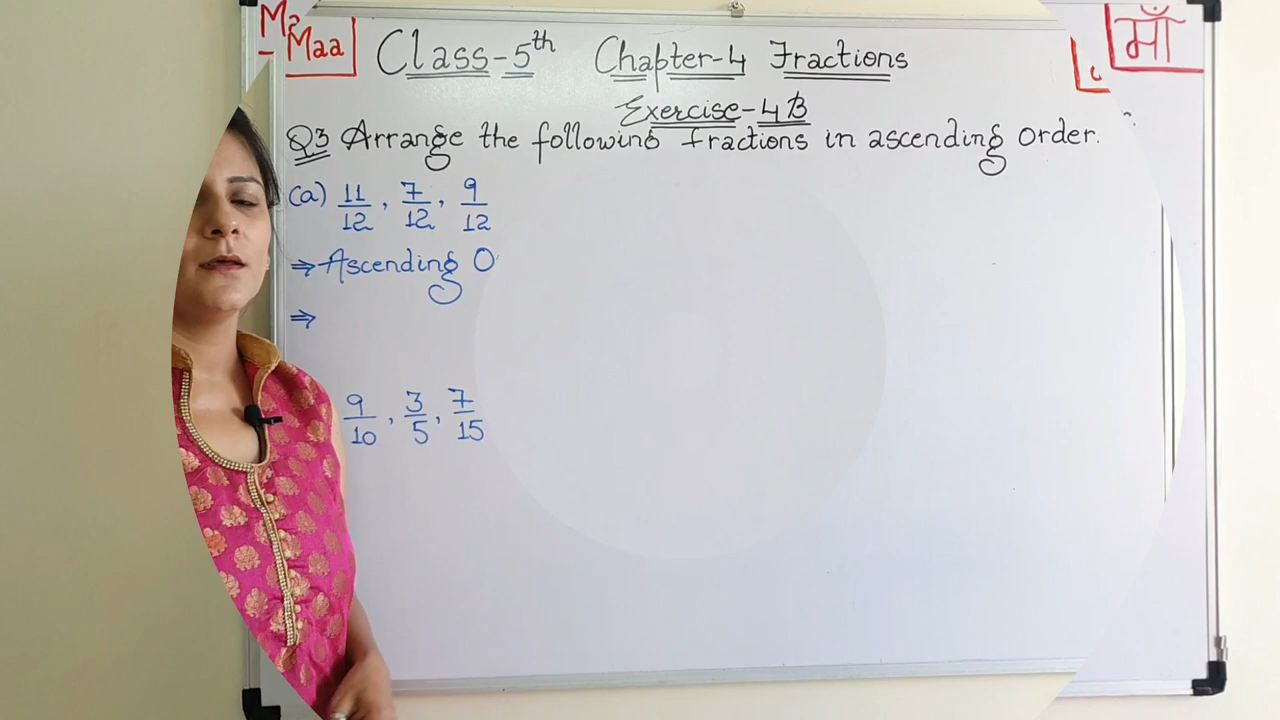 Ma
Maa
Class-5th Chapter-4 Fractions
माँ
Exercise-4B
Q3 Arrange the following fractions in ascending order.
(a) 11/12, 7/12, 9/12
⇒ Ascending O
⇒
9/10, 3/5, 7/15